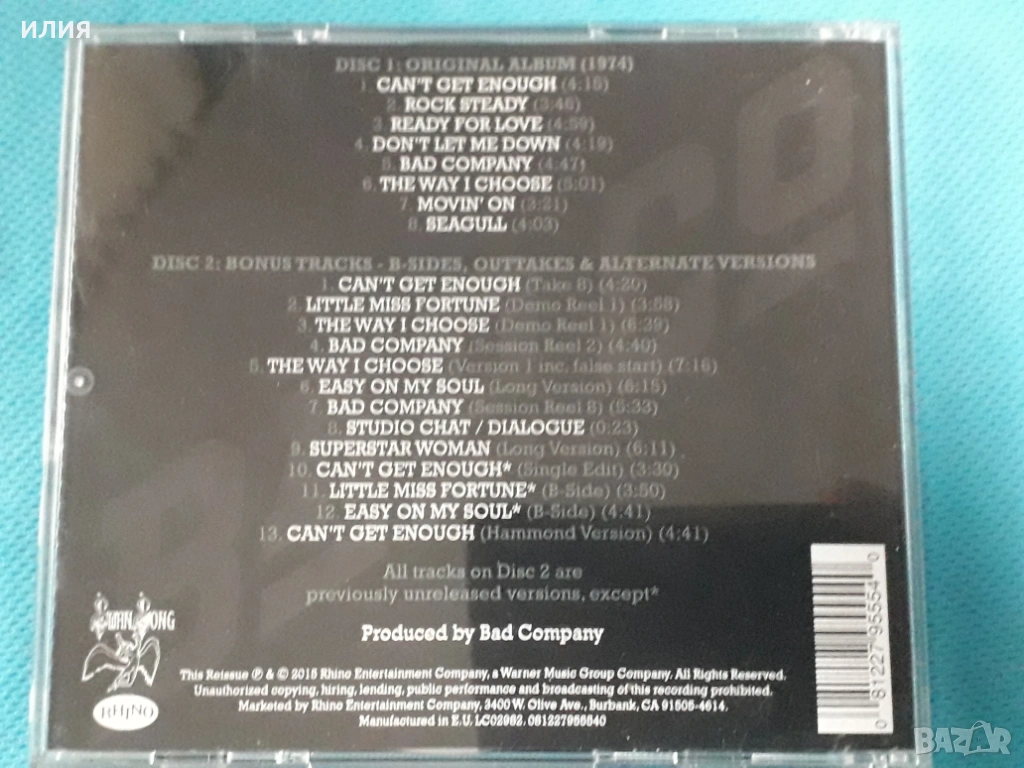 илия
DISC 1: ORIGINAL ALBUM (1974)
1. CAN'T GET ENOUGH (4:15)
2. ROCK STEADY (3:46)
3. READY FOR LOVE (4:59)
4. DON'T LET ME DOWN (4:19)
5. BAD COMPANY (4:47)
6. THE WAY I CHOOSE (5:01)
7. MOVIN' ON (3:21)
8. SEAGULL (4:03)
DISC 2: BONUS TRACKS - B-SIDES, OUTTAKES & ALTERNATE VERSIONS
1. CAN'T GET ENOUGH (Take 8) (4:20)
2. LITTLE MISS FORTUNE (Demo Reel 1) (3:58)
3. THE WAY I CHOOSE (Demo Reel 1) (6:39)
4. BAD COMPANY (Session Reel 2) (4:40)
5. THE WAY I CHOOSE (Version 1 inc. false start) (7:16)
6. EASY ON MY SOUL (Long Version) (6:15)
7. BAD COMPANY (Session Reel 8) (5:33)
8. STUDIO CHAT / DIALOGUE (0:23)
9. SUPERSTAR WOMAN (Long Version) (6:11)
10. CAN'T GET ENOUGH* (Single Edit) (3:30)
11. LITTLE MISS FORTUNE* (B-Side) (3:50)
12. EASY ON MY SOUL* (B-Side) (4:41)
13. CAN'T GET ENOUGH (Hammond Version) (4:41)
All tracks on Disc 2 are
previously unreleased versions, except*
Produced by Bad Company
SWAN SONG
RHINO
This Reissue ℗ & © 2015 Rhino Entertainment Company, a Warner Music Group Company. All Rights Reserved.
Unauthorized copying, hiring, lending, public performance and broadcasting of this recording prohibited.
Marketed by Rhino Entertainment Company, 3400 W. Olive Ave., Burbank, CA 91505-4614.
Manufactured in E.U. LC02982. 081227955540
0 81227 95554 0
BAZAR